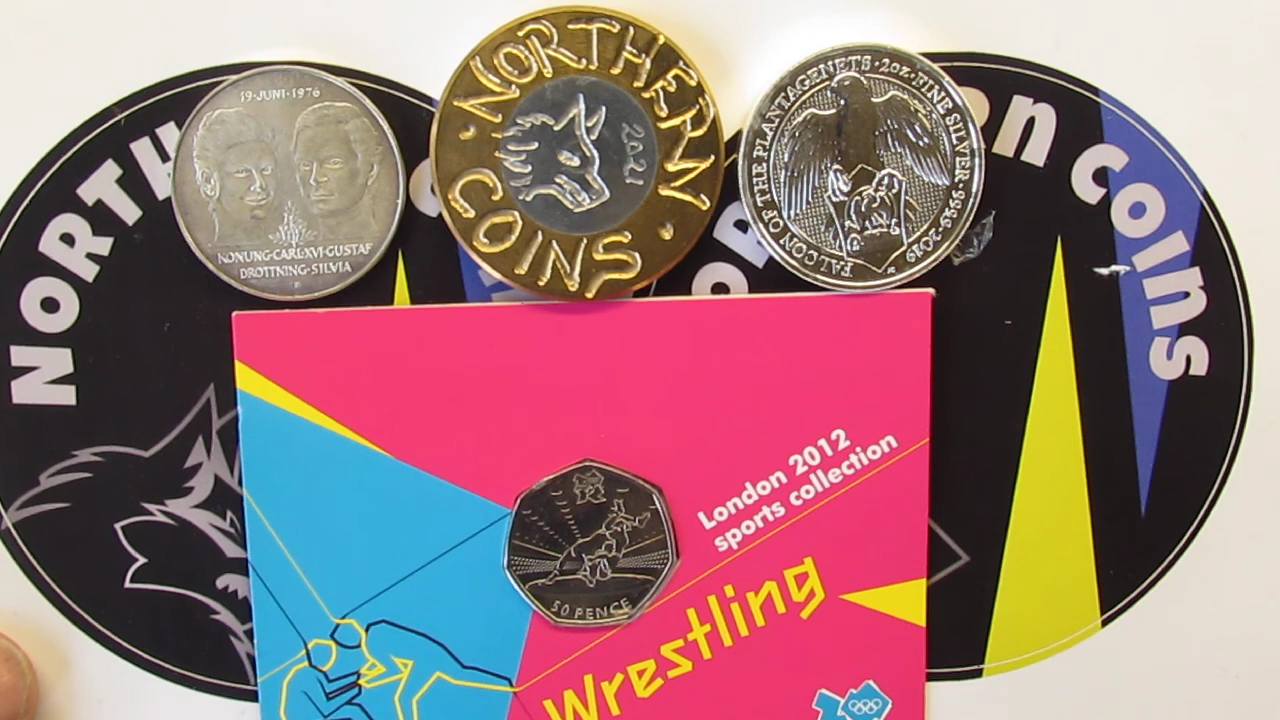 19·JUNI·1976
KONUNG·CARL·XVI·GUSTAF
DROTTNING·SILVIA
·NORTHERN·
COINS
2021
FALCON OF THE PLANTAGENETS·2oz·FINE SILVER·9999·2019
NORTH
coins
London 2012
sports collection
50 PENCE
Wrestling